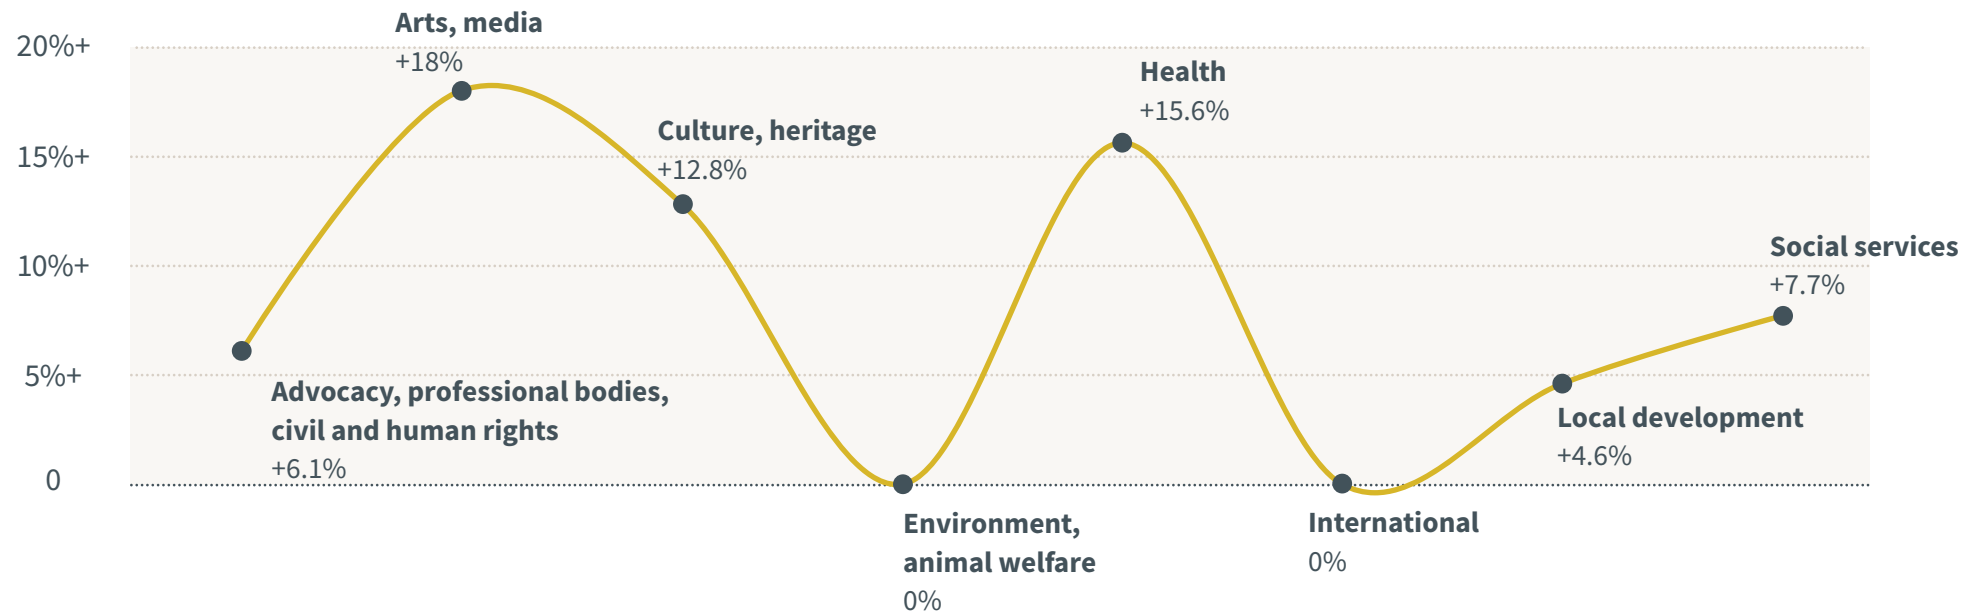 Arts, media
+18%
20%+
Health
+15.6%
Culture, heritage
+12.8%
15%+
Social services
+7.7%
10%+
5%+
Advocacy, professional bodies,
civil and human rights
+6.1%
Local development
+4.6%
0
Environment,
animal welfare
0%
International
0%